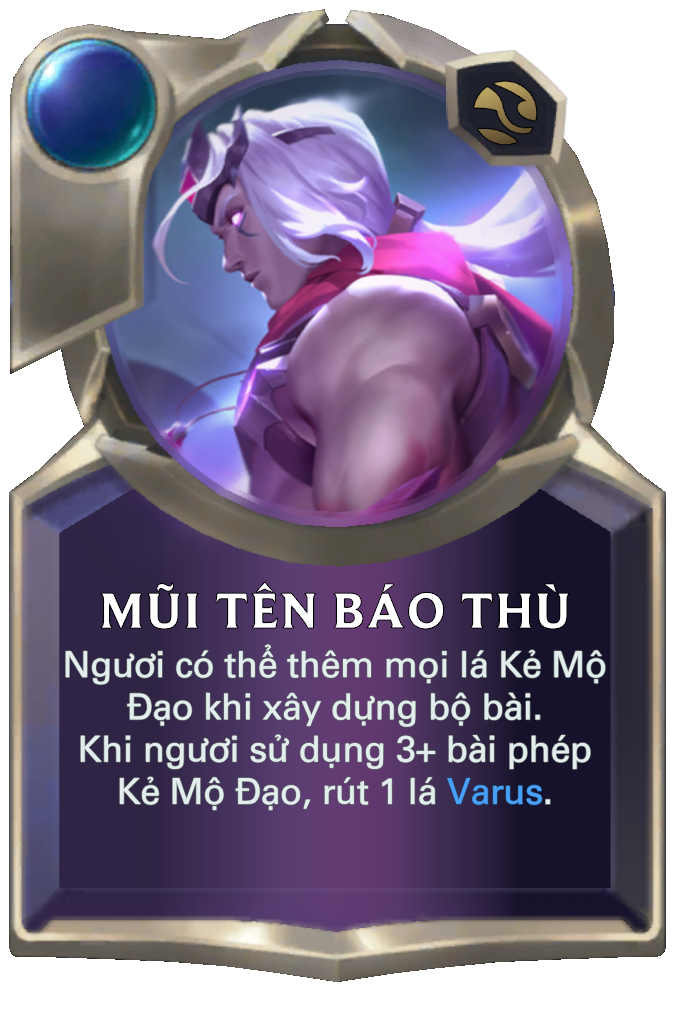 MŨI TÊN BÁO THÙ
Ngươi có thể thêm mọi lá Kẻ Mộ
Đạo khi xây dựng bộ bài.
Khi ngươi sử dụng 3+ bài phép
Kẻ Mộ Đạo, rút 1 lá Varus.